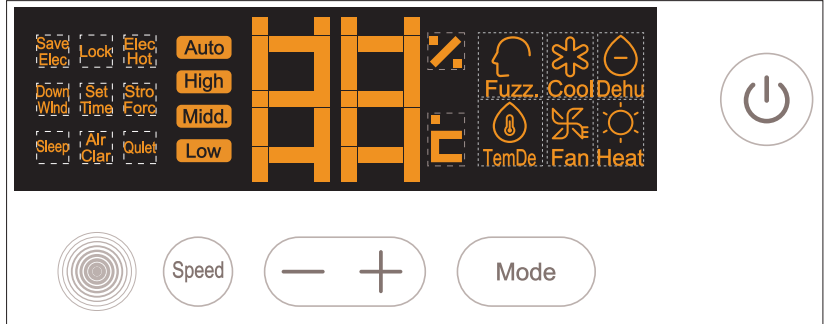 Save Elec
Lock
Elec Hot
Auto
88
%
Fuzz.
Cool
Dehu
Down Wind
Set Time
Stro Forc
High
Midd.
Sleep
Air Clar
Quiet
Low
TemDe
Fan
Heat
Speed
− +
Mode